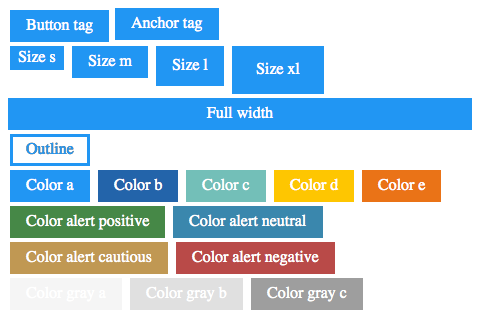 Button tag Anchor tag
Size s Size m Size l Size xl
Full width
Outline
Color a Color b Color c Color d Color e
Color alert positive Color alert neutral
Color alert cautious Color alert negative
Color gray a Color gray b Color gray c